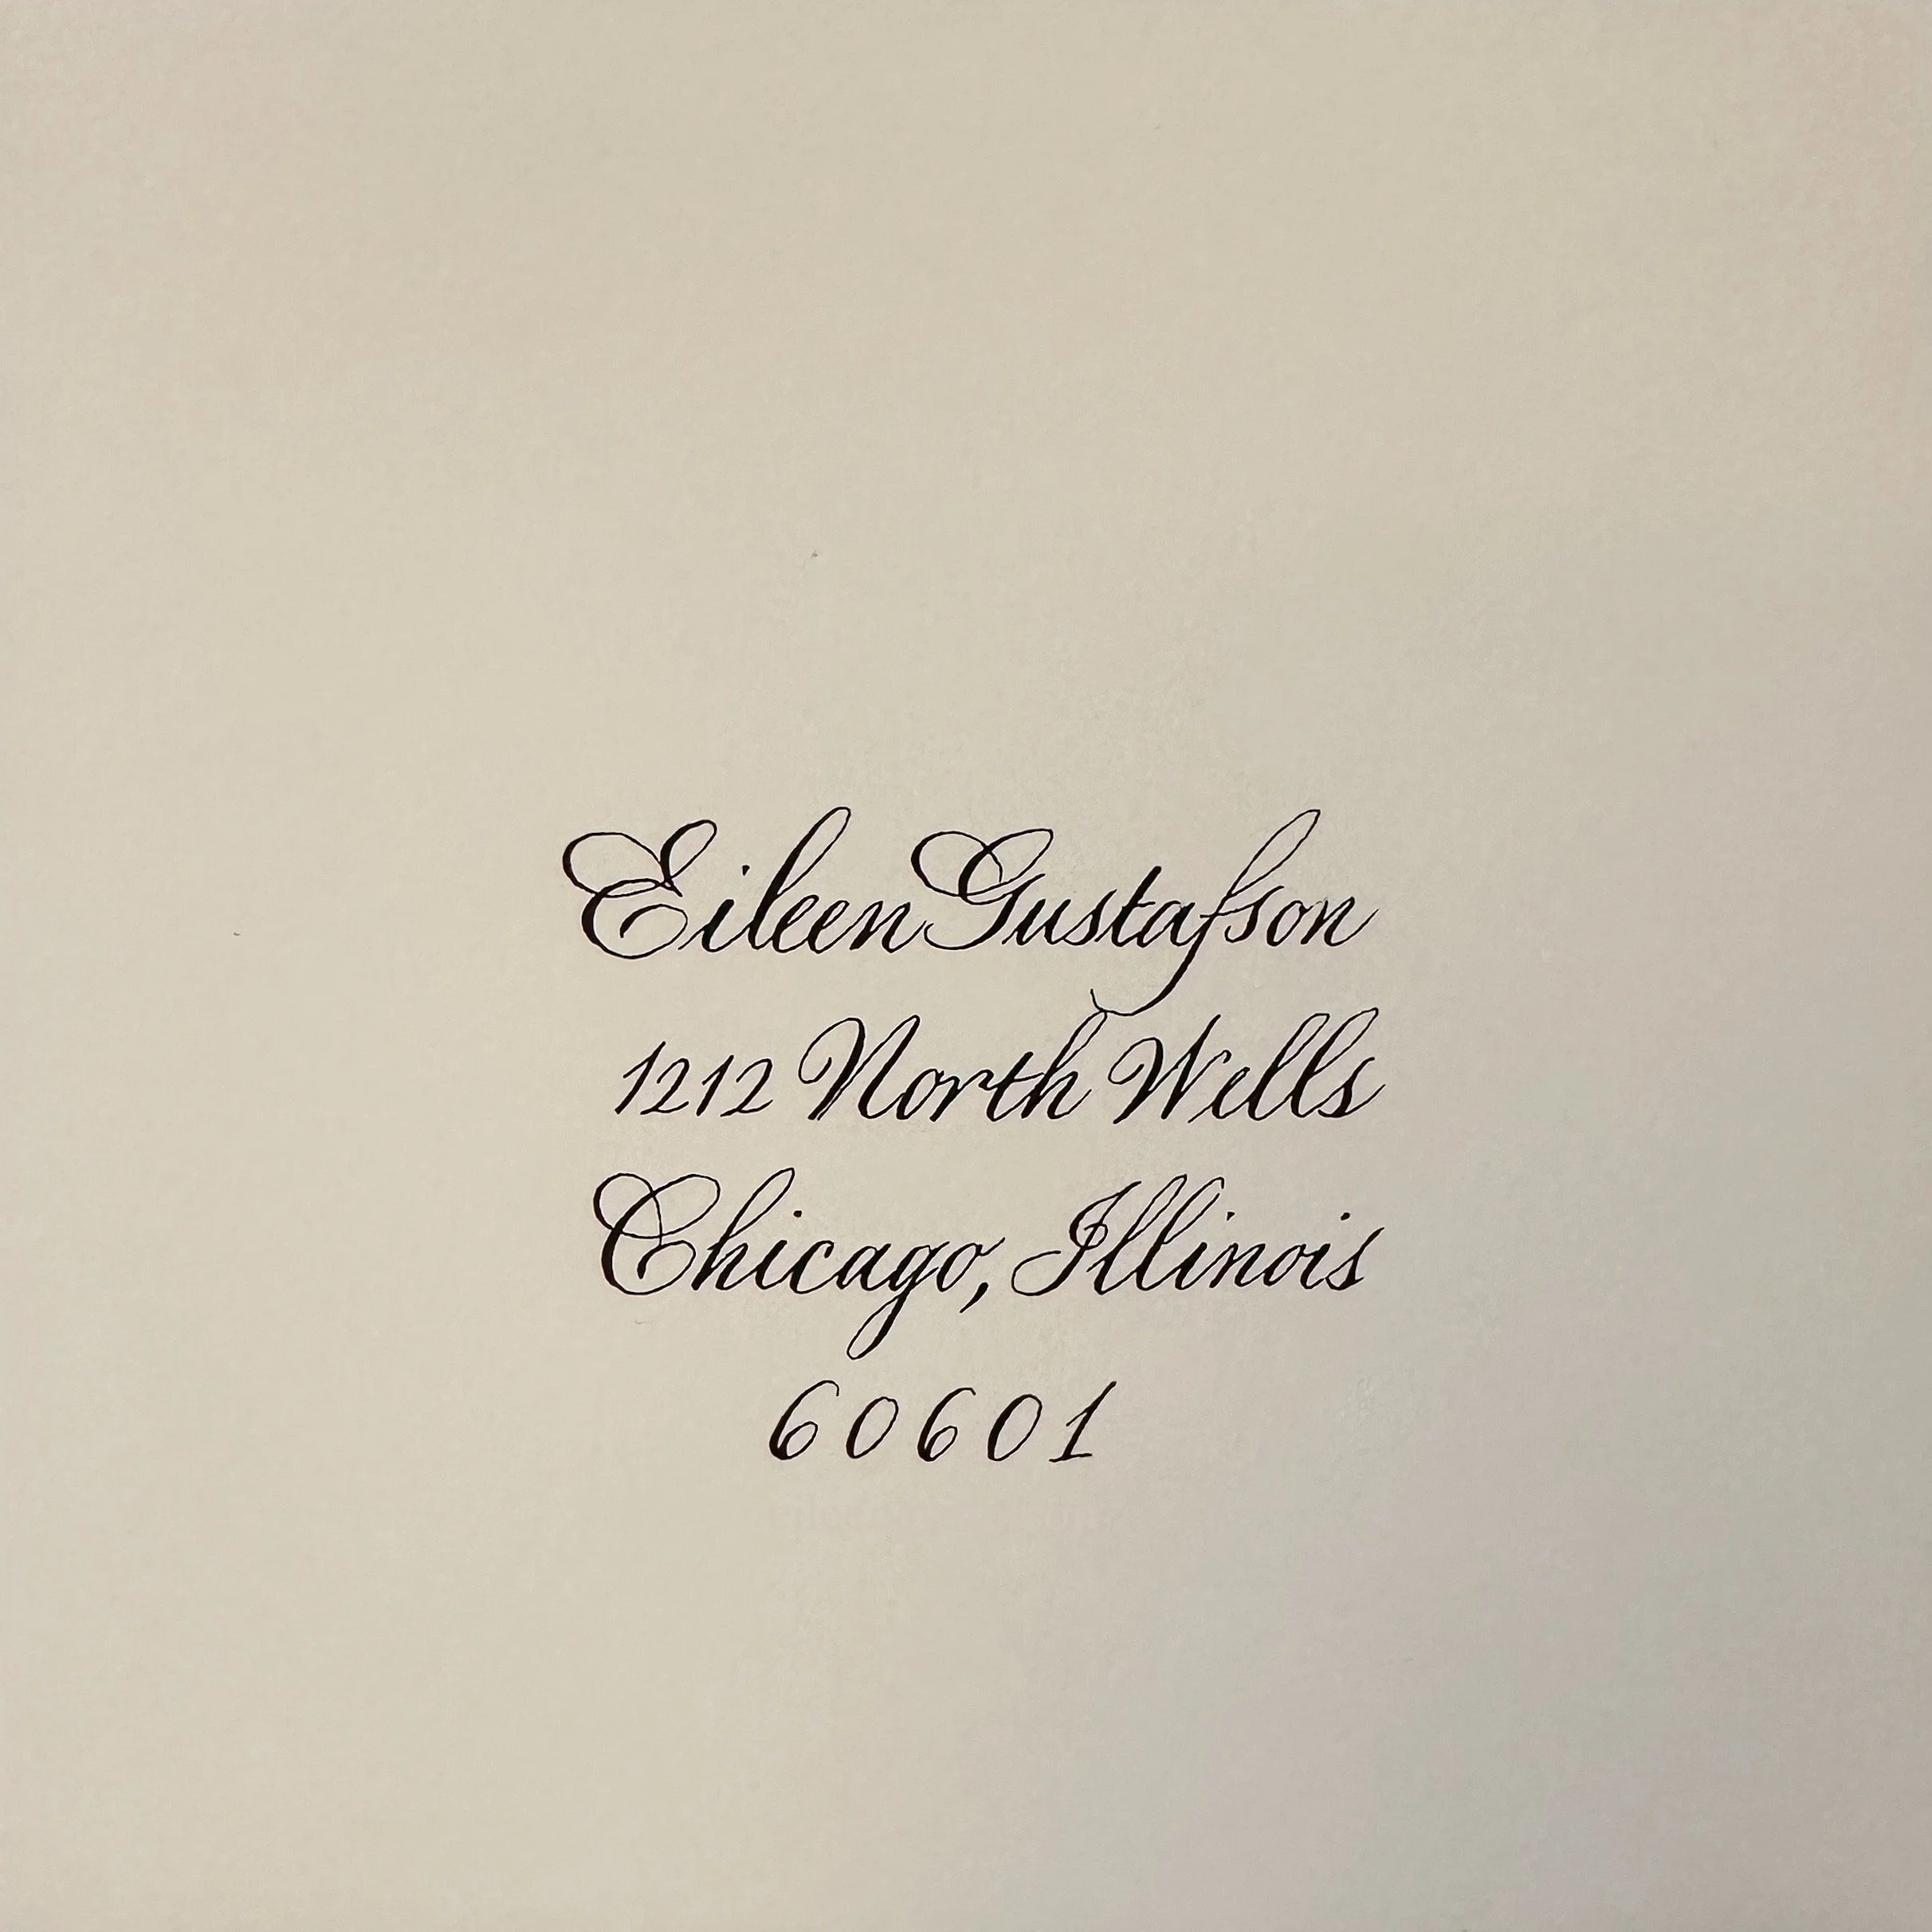 Eileen Gustafson
1212 North Wells
Chicago, Illinois
60601